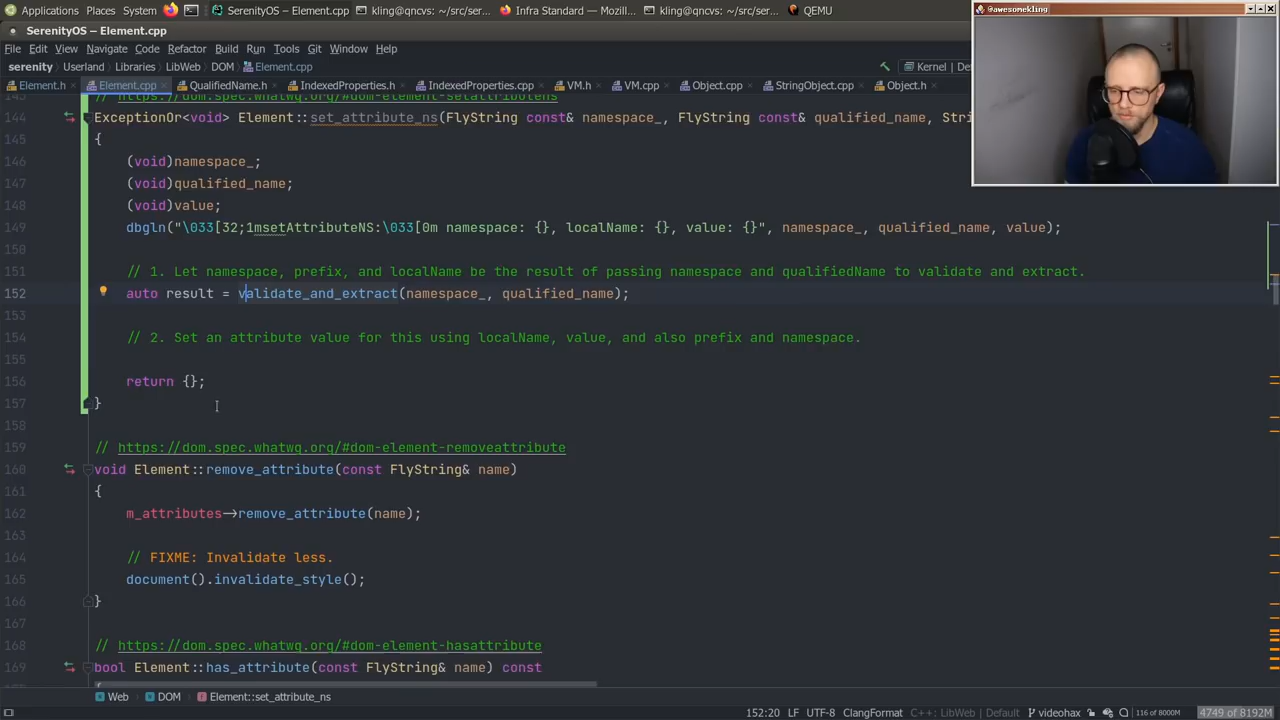 Applications Places System SerenityOS – Element.cpp kling@qncvs: ~/src/ser... Infra Standard — Mozill... kling@qncvs: ~/src/ser... QEMU
@awesomekling
SerenityOS – Element.cpp
File Edit View Navigate Code Refactor Build Run Tools Git Window Help
serenity Userland Libraries LibWeb DOM Element.cpp Kernel | De
Element.h Element.cpp QualifiedName.h IndexedProperties.h IndexedProperties.cpp VM.h VM.cpp Object.cpp StringObject.cpp Object.h
143 // https://dom.spec.whatwg.org/#dom-element-setattributens
144 ExceptionOr<void> Element::set_attribute_ns(FlyString const& namespace_, FlyString const& qualified_name, Stri
145 {
146 (void)namespace_;
147 (void)qualified_name;
148 (void)value;
149 dbgln("\033[32;1msetAttributeNS:\033[0m namespace: {}, localName: {}, value: {}", namespace_, qualified_name, value);
150
151 // 1. Let namespace, prefix, and localName be the result of passing namespace and qualifiedName to validate and extract.
152 auto result = validate_and_extract(namespace_, qualified_name);
153
154 // 2. Set an attribute value for this using localName, value, and also prefix and namespace.
155
156 return {};
157 }
158
159 // https://dom.spec.whatwg.org/#dom-element-removeattribute
160 void Element::remove_attribute(const FlyString& name)
161 {
162 m_attributes->remove_attribute(name);
163
164 // FIXME: Invalidate less.
165 document().invalidate_style();
166 }
167
168 // https://dom.spec.whatwg.org/#dom-element-hasattribute
169 bool Element::has_attribute(const FlyString& name) const
Web DOM Element::set_attribute_ns
152:20 LF UTF-8 ClangFormat C++: LibWeb | Default videohax 116 of 8000M 4749 of 8192M